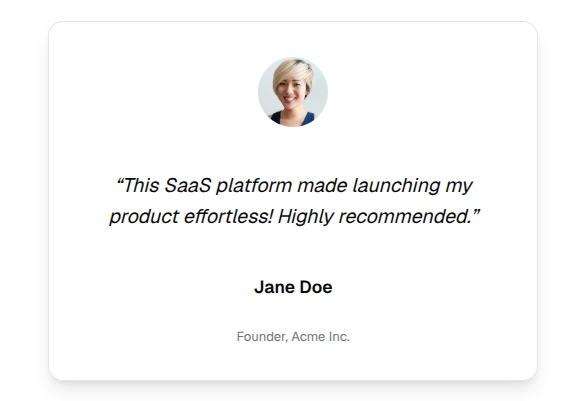 “This SaaS platform made launching my
product effortless! Highly recommended.”
Jane Doe
Founder, Acme Inc.